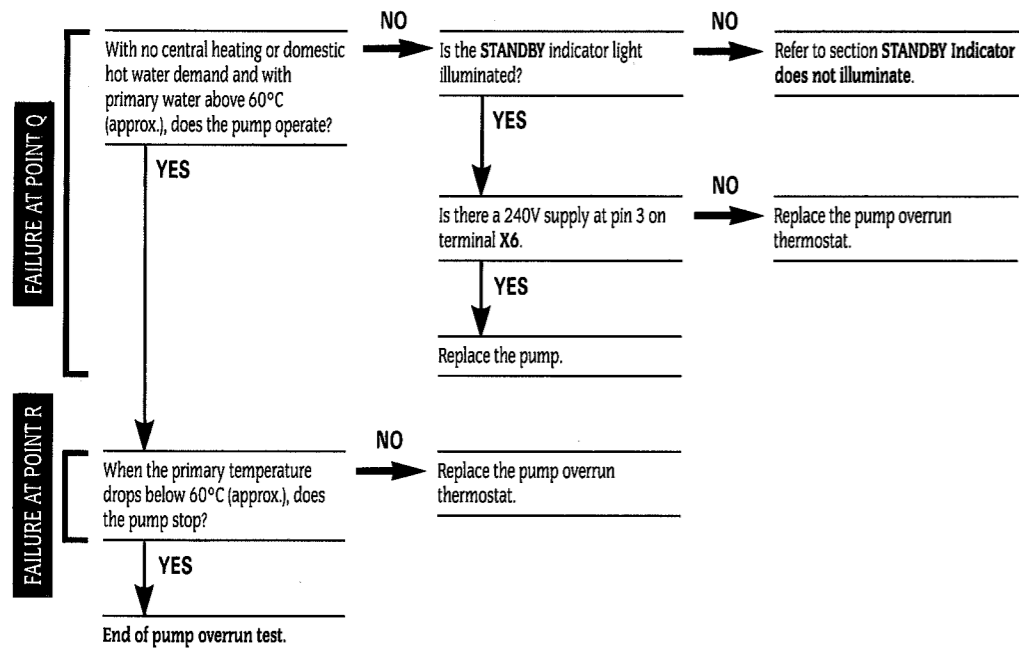 FAILURE AT POINT Q
With no central heating or domestic
hot water demand and with
primary water above 60°C
(approx.), does the pump operate?
NO
Is the STANDBY indicator light
illuminated?
NO
Refer to section STANDBY Indicator
does not illuminate.
YES
YES
Is there a 240V supply at pin 3 on
terminal X6.
NO
Replace the pump overrun
thermostat.
YES
Replace the pump.
FAILURE AT POINT R
When the primary temperature
drops below 60°C (approx.), does
the pump stop?
NO
Replace the pump overrun
thermostat.
YES
End of pump overrun test.